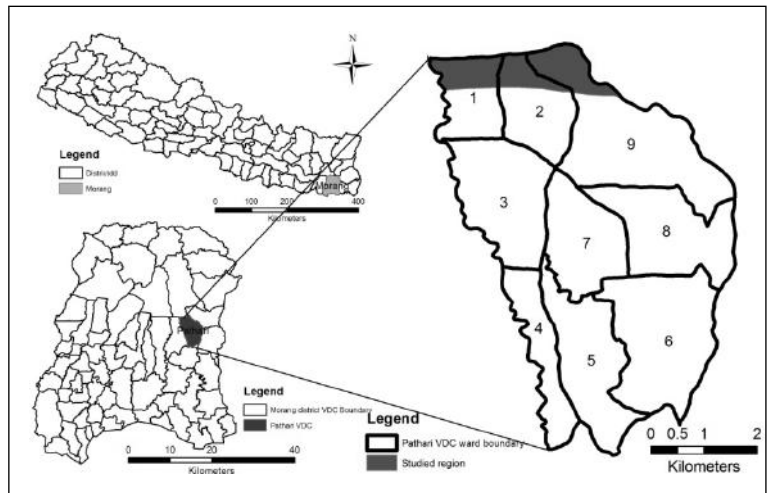 N
Legend
Districtdd
Morang
Morang
0 100 200 400
Kilometers
Pathari
Legend
Morang district VDC Boundary
Pathari VDC
0 10 20 40
Kilometers
1
2
9
3
7
8
4
5
6
Legend
Pathari VDC ward boundary
Studied region
0 0.5 1 2
Kilometers